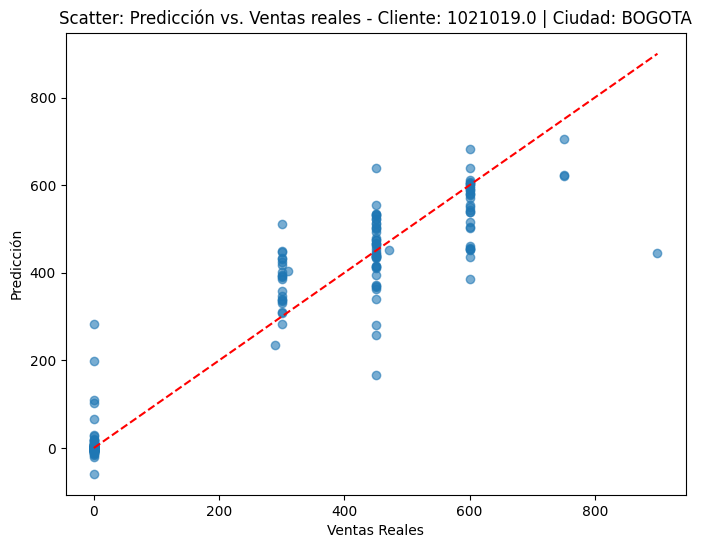 Scatter: Predicción vs. Ventas reales - Cliente: 1021019.0 | Ciudad: BOGOTA
Predicción
800
600
400
200
0
0 200 400 600 800
Ventas Reales